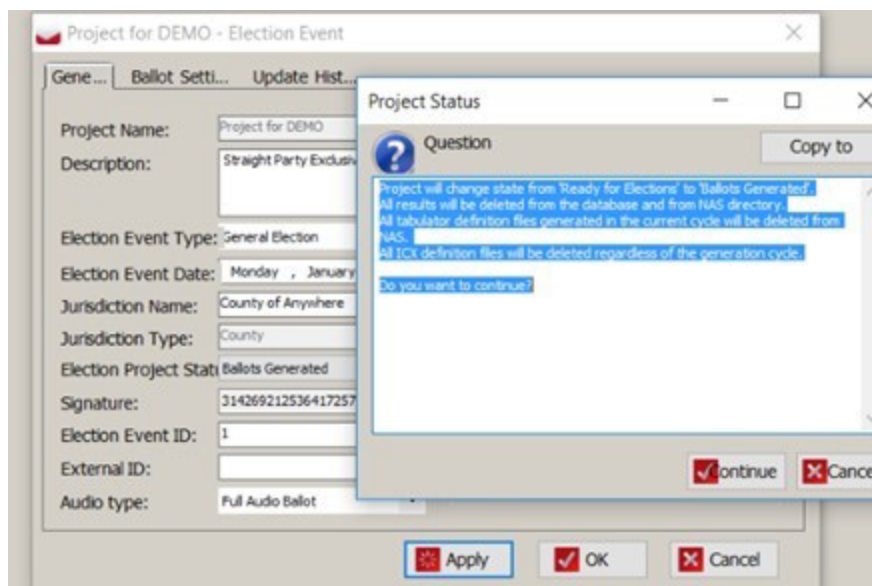 Project for DEMO - Election Event
Gene... Ballot Setti... Update Hist...
Project Name: Project for DEMO
Description: Straight Party Exclusiv
Election Event Type: General Election
Election Event Date: Monday , January
Jurisdiction Name: County of Anywhere
Jurisdiction Type: County
Election Project Stat Ballots Generated
Signature: 314269212536417257
Election Event ID: 1
External ID:
Audio type: Full Audio Ballot
Apply OK Cancel
Project Status
Question
Copy to
Project will change state from 'Ready for Elections' to 'Ballots Generated'.
All results will be deleted from the database and from NAS directory.
All tabulator definition files generated in the current cycle will be deleted from
NAS.
All ICX definition files will be deleted regardless of the generation cycle.
Do you want to continue?
Continue Cance